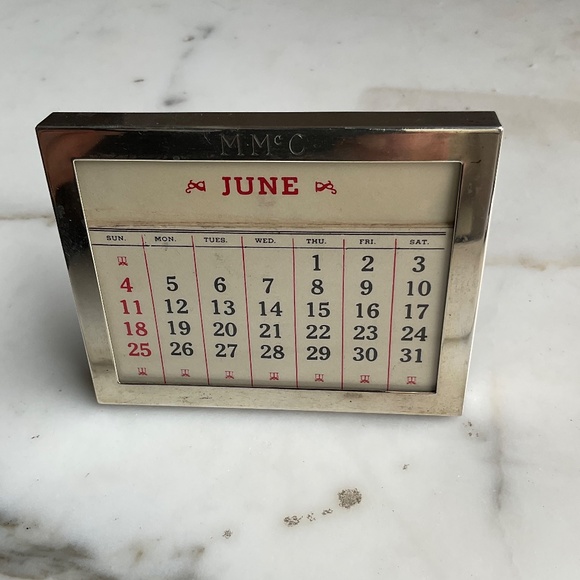 M·McC
JUNE
SUN. MON. TUES. WED. THU. FRI. SAT.
1 2 3
4 5 6 7 8 9 10
11 12 13 14 15 16 17
18 19 20 21 22 23 24
25 26 27 28 29 30 31